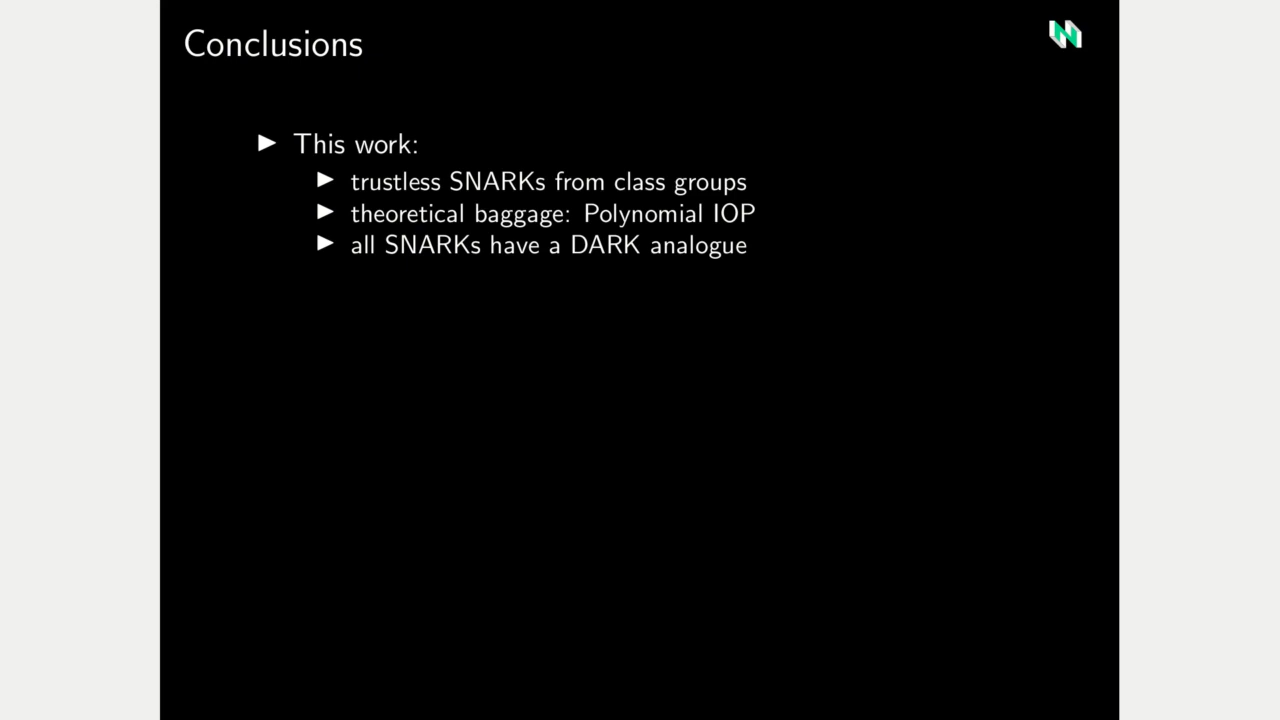 Conclusions
This work:
trustless SNARKs from class groups
theoretical baggage: Polynomial IOP
all SNARKs have a DARK analogue